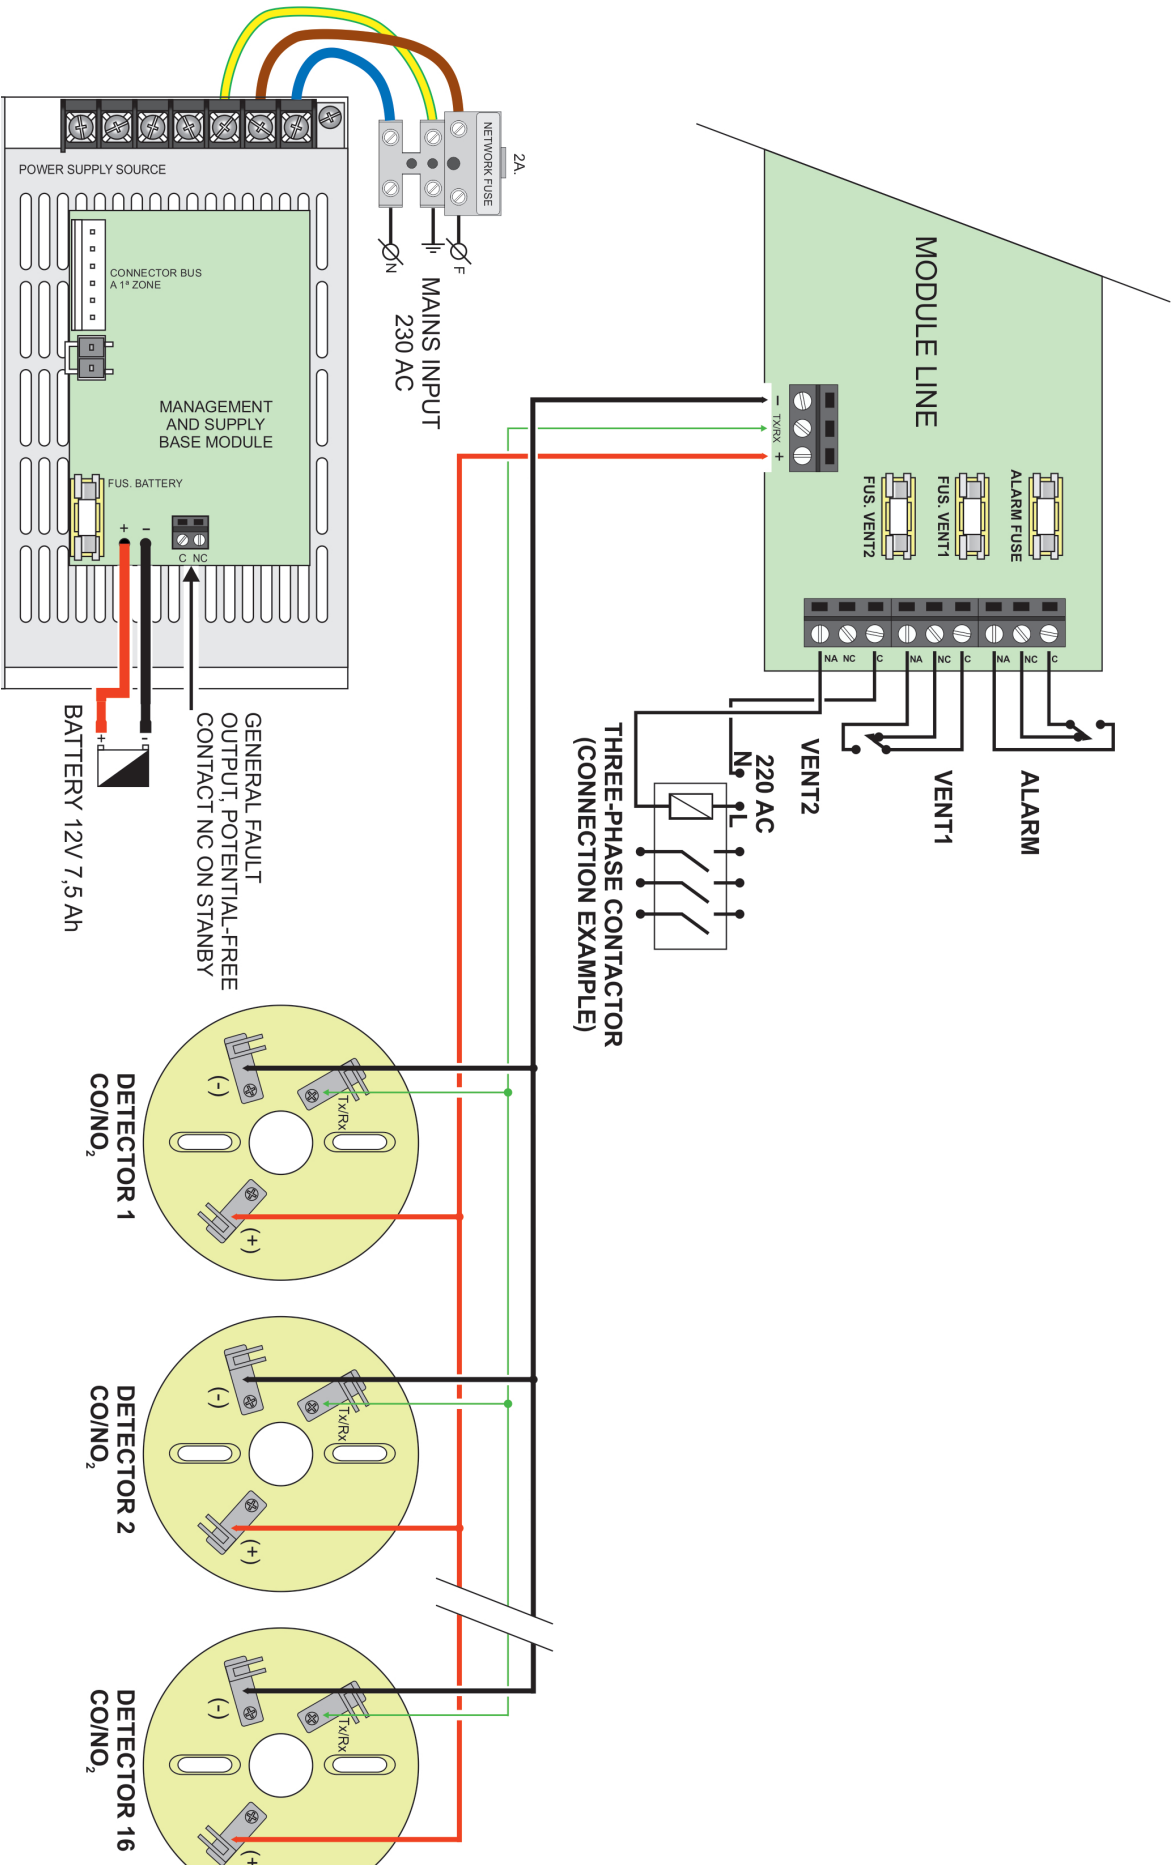 POWER SUPPLY SOURCE
CONNECTOR BUS
A 1ª ZONE
MANAGEMENT
AND SUPPLY
BASE MODULE
FUS. BATTERY
+ -
C NC
2A.
NETWORK FUSE
N
F
MAINS INPUT
230 AC
GENERAL FAULT
OUTPUT, POTENTIAL-FREE
CONTACT NC ON STANBY
+ -
BATTERY 12V 7,5 Ah
MODULE LINE
- TX/RX +
ALARM FUSE
FUS. VENT1
FUS. VENT2
NA NC C NA NC C NA NC C
ALARM
VENT1
VENT2
220 AC
N L
THREE-PHASE CONTACTOR
(CONNECTION EXAMPLE)
(-)
Tx/Rx
(+)
DETECTOR 1
CO/NO₂
(-)
Tx/Rx
(+)
DETECTOR 2
CO/NO₂
(-)
Tx/Rx
(+
DETECTOR 16
CO/NO₂